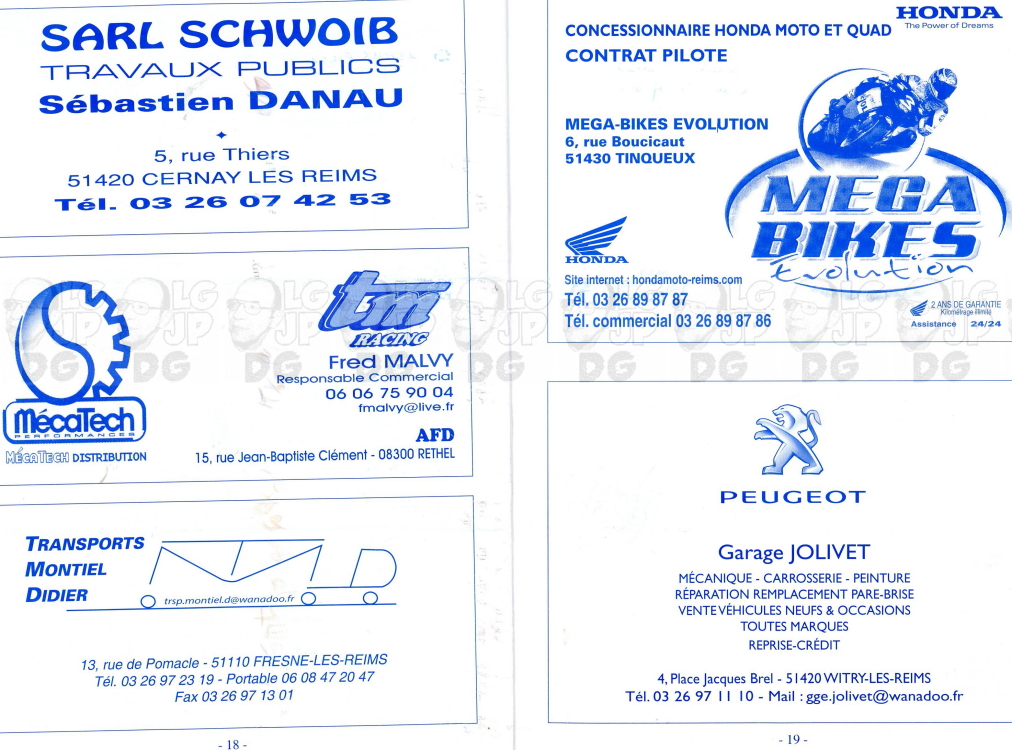 SARL SCHWOIB
TRAVAUX PUBLICS
Sébastien DANAU
5, rue Thiers
51420 CERNAY LES REIMS
Tél. 03 26 07 42 53
MécaTech
PERFORMANCES
MÉCATECH DISTRIBUTION
tm
RACING
Fred MALVY
Responsable Commercial
06 06 75 90 04
fmalvy@live.fr
AFD
15, rue Jean-Baptiste Clément - 08300 RETHEL
TRANSPORTS
MONTIEL
DIDIER
trsp.montiel.d@wanadoo.fr
13, rue de Pomacle - 51110 FRESNE-LES-REIMS
Tél. 03 26 97 23 19 - Portable 06 08 47 20 47
Fax 03 26 97 13 01
- 18 -
HONDA
The Power of Dreams
CONCESSIONNAIRE HONDA MOTO ET QUAD
CONTRAT PILOTE
MEGA-BIKES EVOLUTION
6, rue Boucicaut
51430 TINQUEUX
MEGA
BIKES
Evolution
HONDA
Site internet : hondamoto-reims.com
Tél. 03 26 89 87 87
Tél. commercial 03 26 89 87 86
2 ANS DE GARANTIE
Kilométrage illimité
Assistance 24/24
PEUGEOT
Garage JOLIVET
MÉCANIQUE - CARROSSERIE - PEINTURE
RÉPARATION REMPLACEMENT PARE-BRISE
VENTE VÉHICULES NEUFS & OCCASIONS
TOUTES MARQUES
REPRISE-CRÉDIT
4, Place Jacques Brel - 51420 WITRY-LES-REIMS
Tél. 03 26 97 11 10 - Mail : gge.jolivet@wanadoo.fr
- 19 -
LG
JP
DG